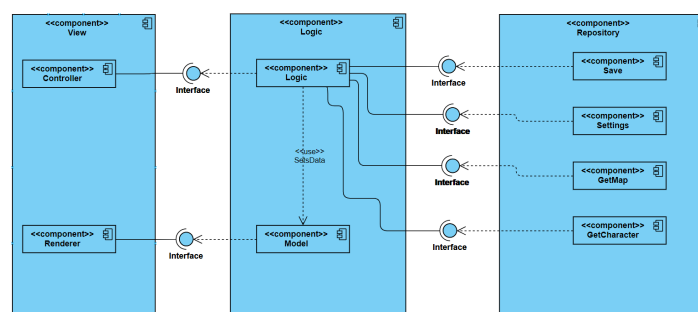 <<component>>
View
<<component>>
Logic
<<component>>
Repository
<<component>>
Controller
Interface
<<component>>
Logic
Interface
<<component>>
Save
Interface
<<component>>
Settings
<<use>>
SetsData
Interface
<<component>>
GetMap
<<component>>
Renderer
Interface
<<component>>
Model
Interface
<<component>>
GetCharacter